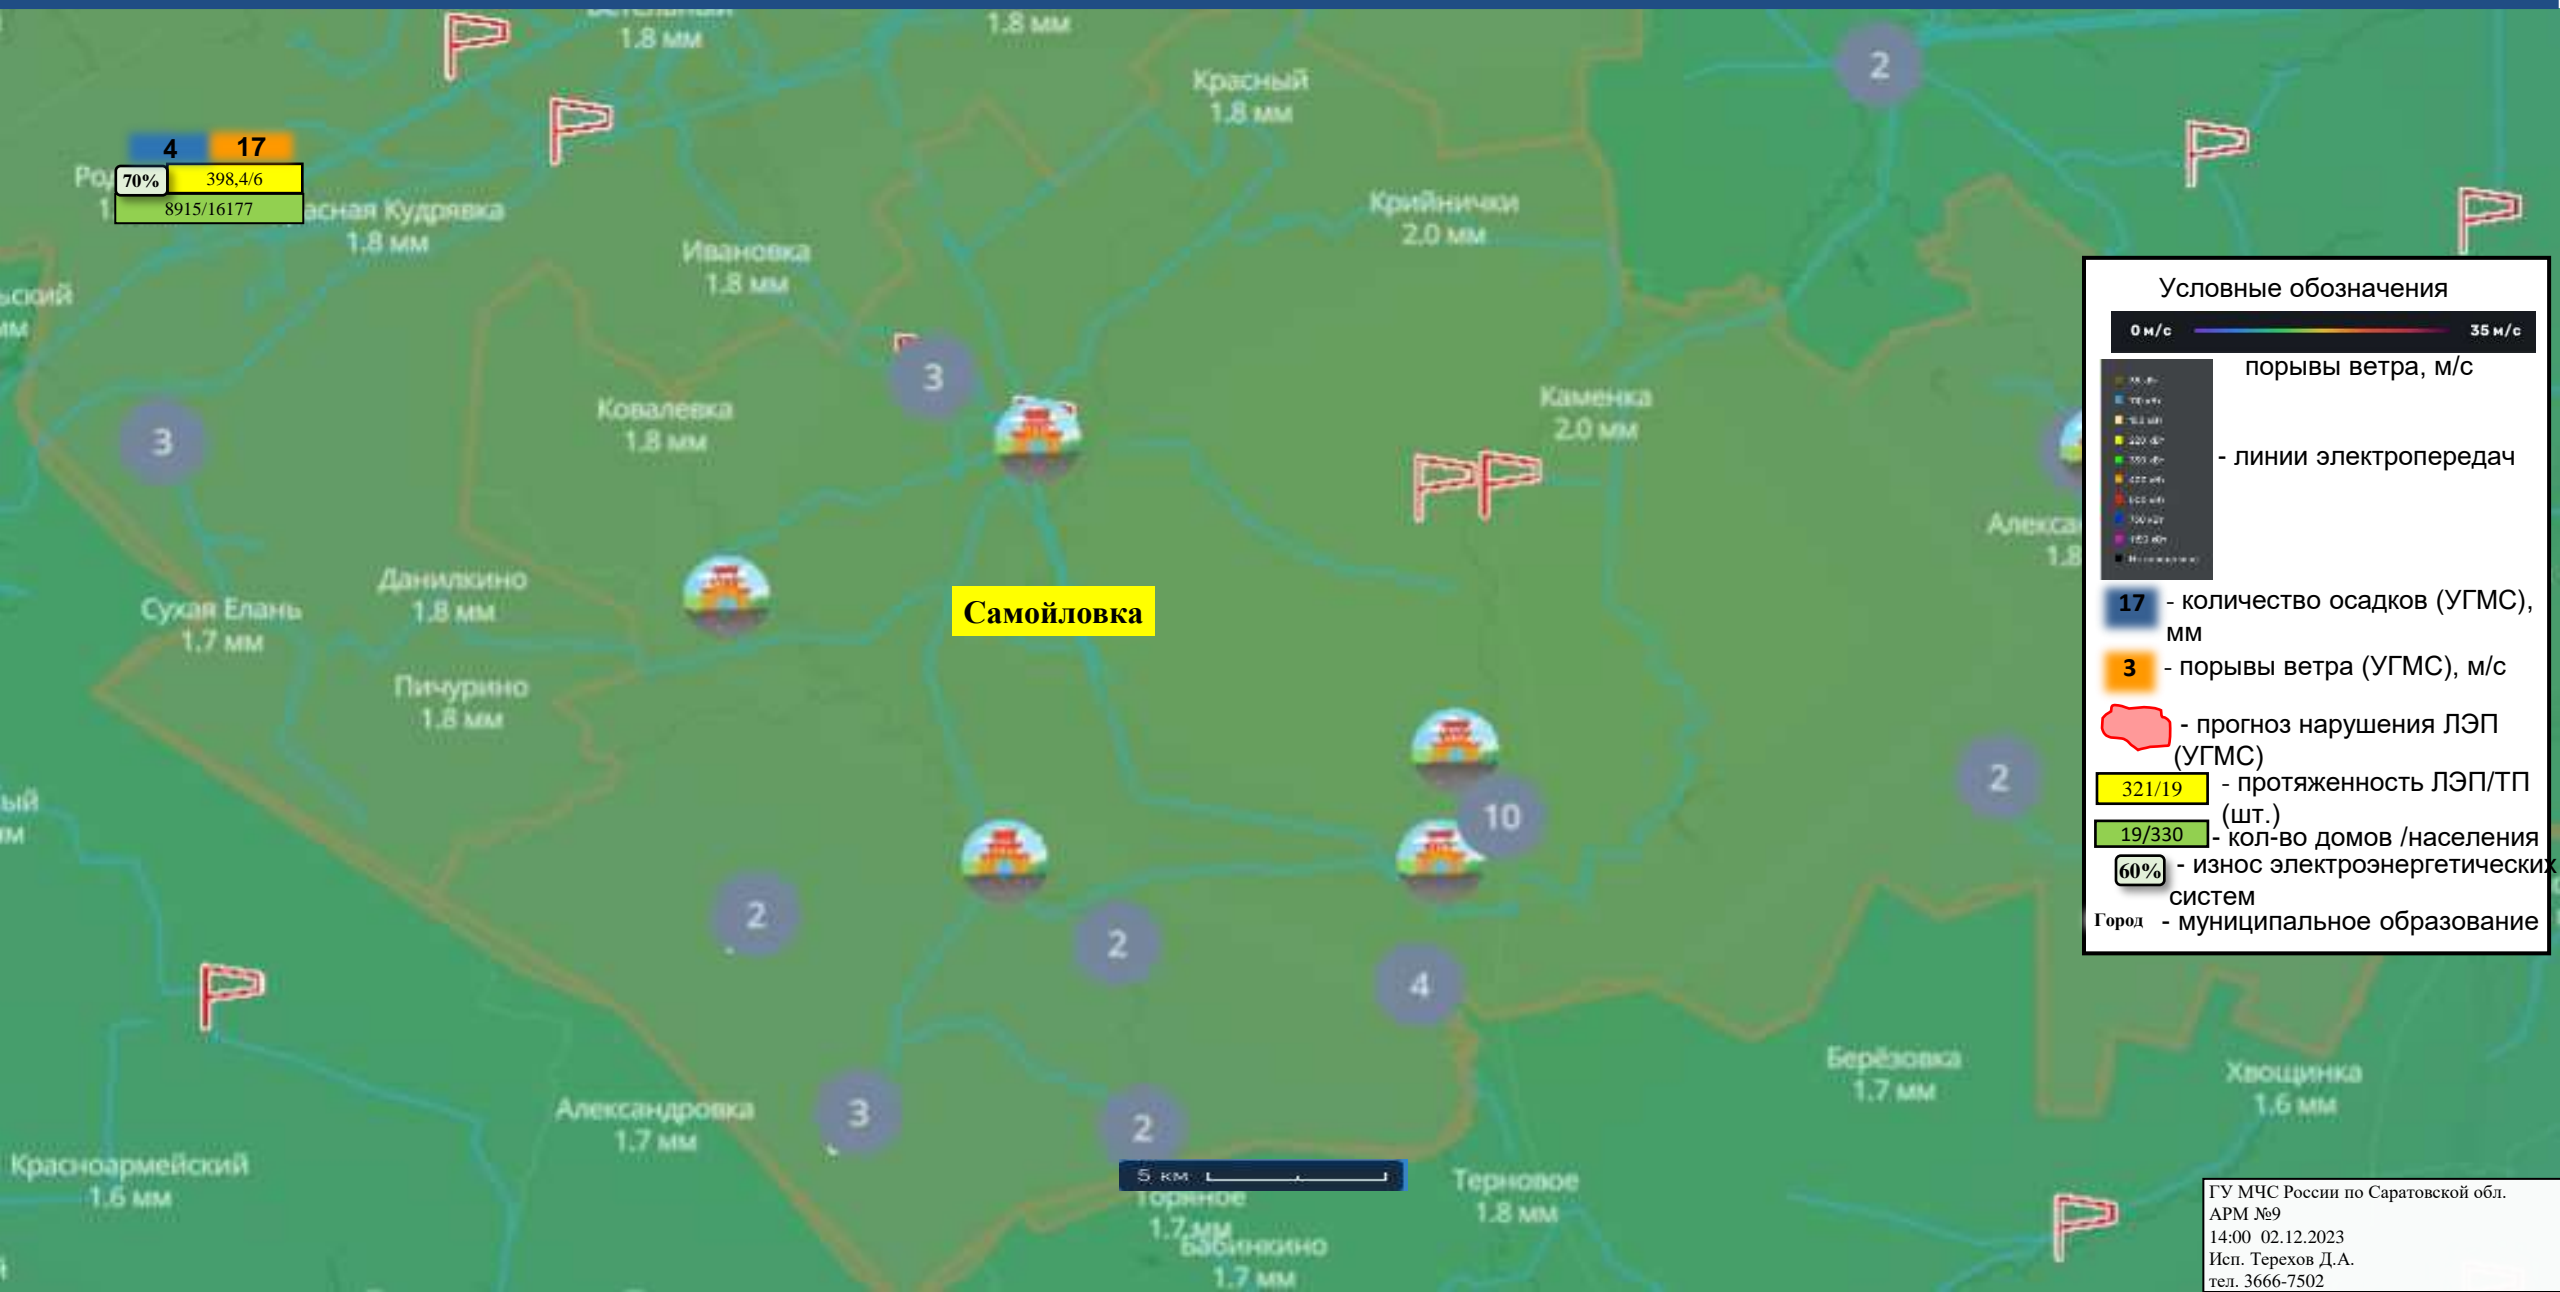 1.8 мм
1.8 мм
Красный
1.8 мм
2
4 17
70% 398,4/6
8915/16177
асная Кудрявка
1.8 мм
Ивановка
1.8 мм
Крийнички
2.0 мм
ьский
мм
3
3
Ковалевка
1.8 мм
Каменка
2.0 мм
Данилкино
1.8 мм
Сухая Елань
1.7 мм
Самойловка
Пичурино
1.8 мм
Алекса
1.8
10
2
2
2
4
3
2
Александровка
1.7 мм
Красноармейский
1.6 мм
Берёзовка
1.7 мм
Хвощинка
1.6 мм
5 км
1.7 мм
Бабинкино
1.7 мм
Терновое
1.8 мм
Условные обозначения
0 м/с 35 м/с
порывы ветра, м/с
- линии электропередач
17 - количество осадков (УГМС),
мм
3 - порывы ветра (УГМС), м/с
- прогноз нарушения ЛЭП
(УГМС)
321/19 - протяженность ЛЭП/ТП
(шт.)
19/330 - кол-во домов /населения
60% - износ электроэнергетических
систем
Город - муниципальное образование
ГУ МЧС России по Саратовской обл.
АРМ №9
14:00 02.12.2023
Исп. Терехов Д.А.
тел. 3666-7502